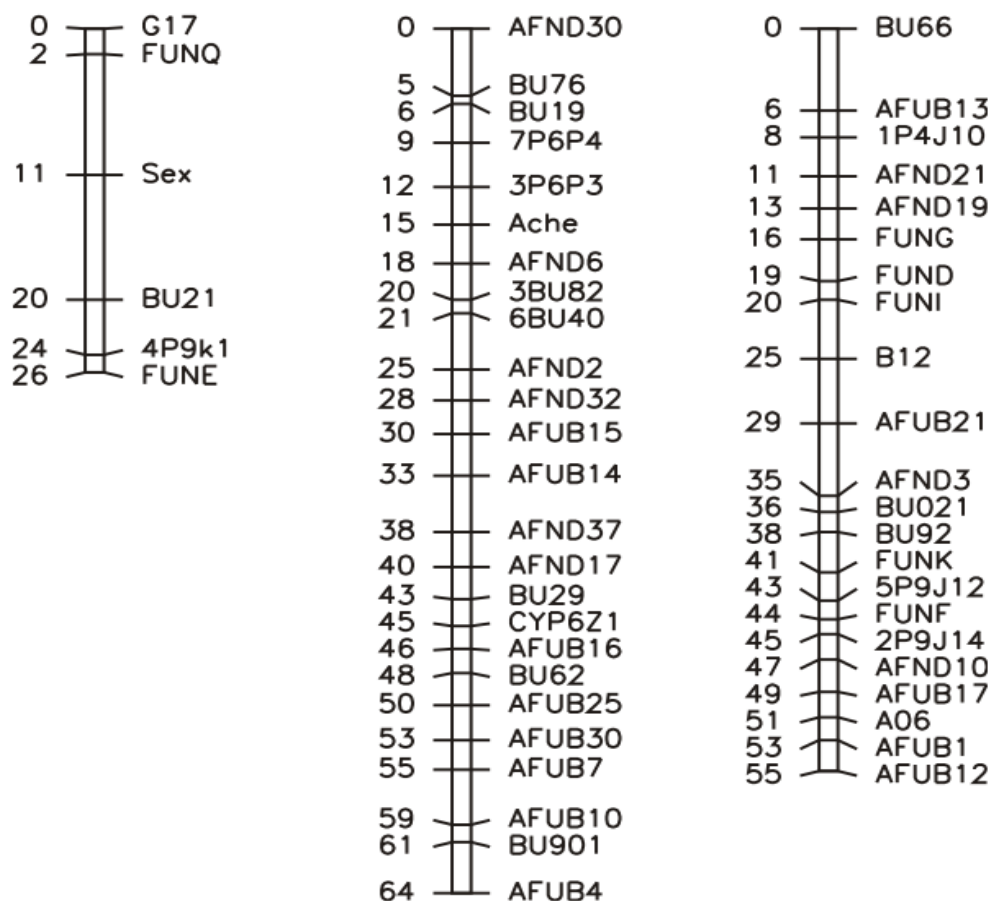 0 G17
2 FUNQ
11 Sex
20 BU21
24 4P9k1
26 FUNE
0 AFND30
5 BU76
6 BU19
9 7P6P4
12 3P6P3
15 Ache
18 AFND6
20 3BU82
21 6BU40
25 AFND2
28 AFND32
30 AFUB15
33 AFUB14
38 AFND37
40 AFND17
43 BU29
45 CYP6Z1
46 AFUB16
48 BU62
50 AFUB25
53 AFUB30
55 AFUB7
59 AFUB10
61 BU901
64 AFUB4
0 BU66
6 AFUB13
8 1P4J10
11 AFND21
13 AFND19
16 FUNG
19 FUND
20 FUNI
25 B12
29 AFUB21
35 AFND3
36 BU021
38 BU92
41 FUNK
43 5P9J12
44 FUNF
45 2P9J14
47 AFND10
49 AFUB17
51 A06
53 AFUB1
55 AFUB12